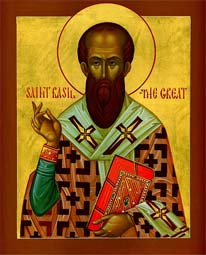 SAINT BASIL THE GREAT